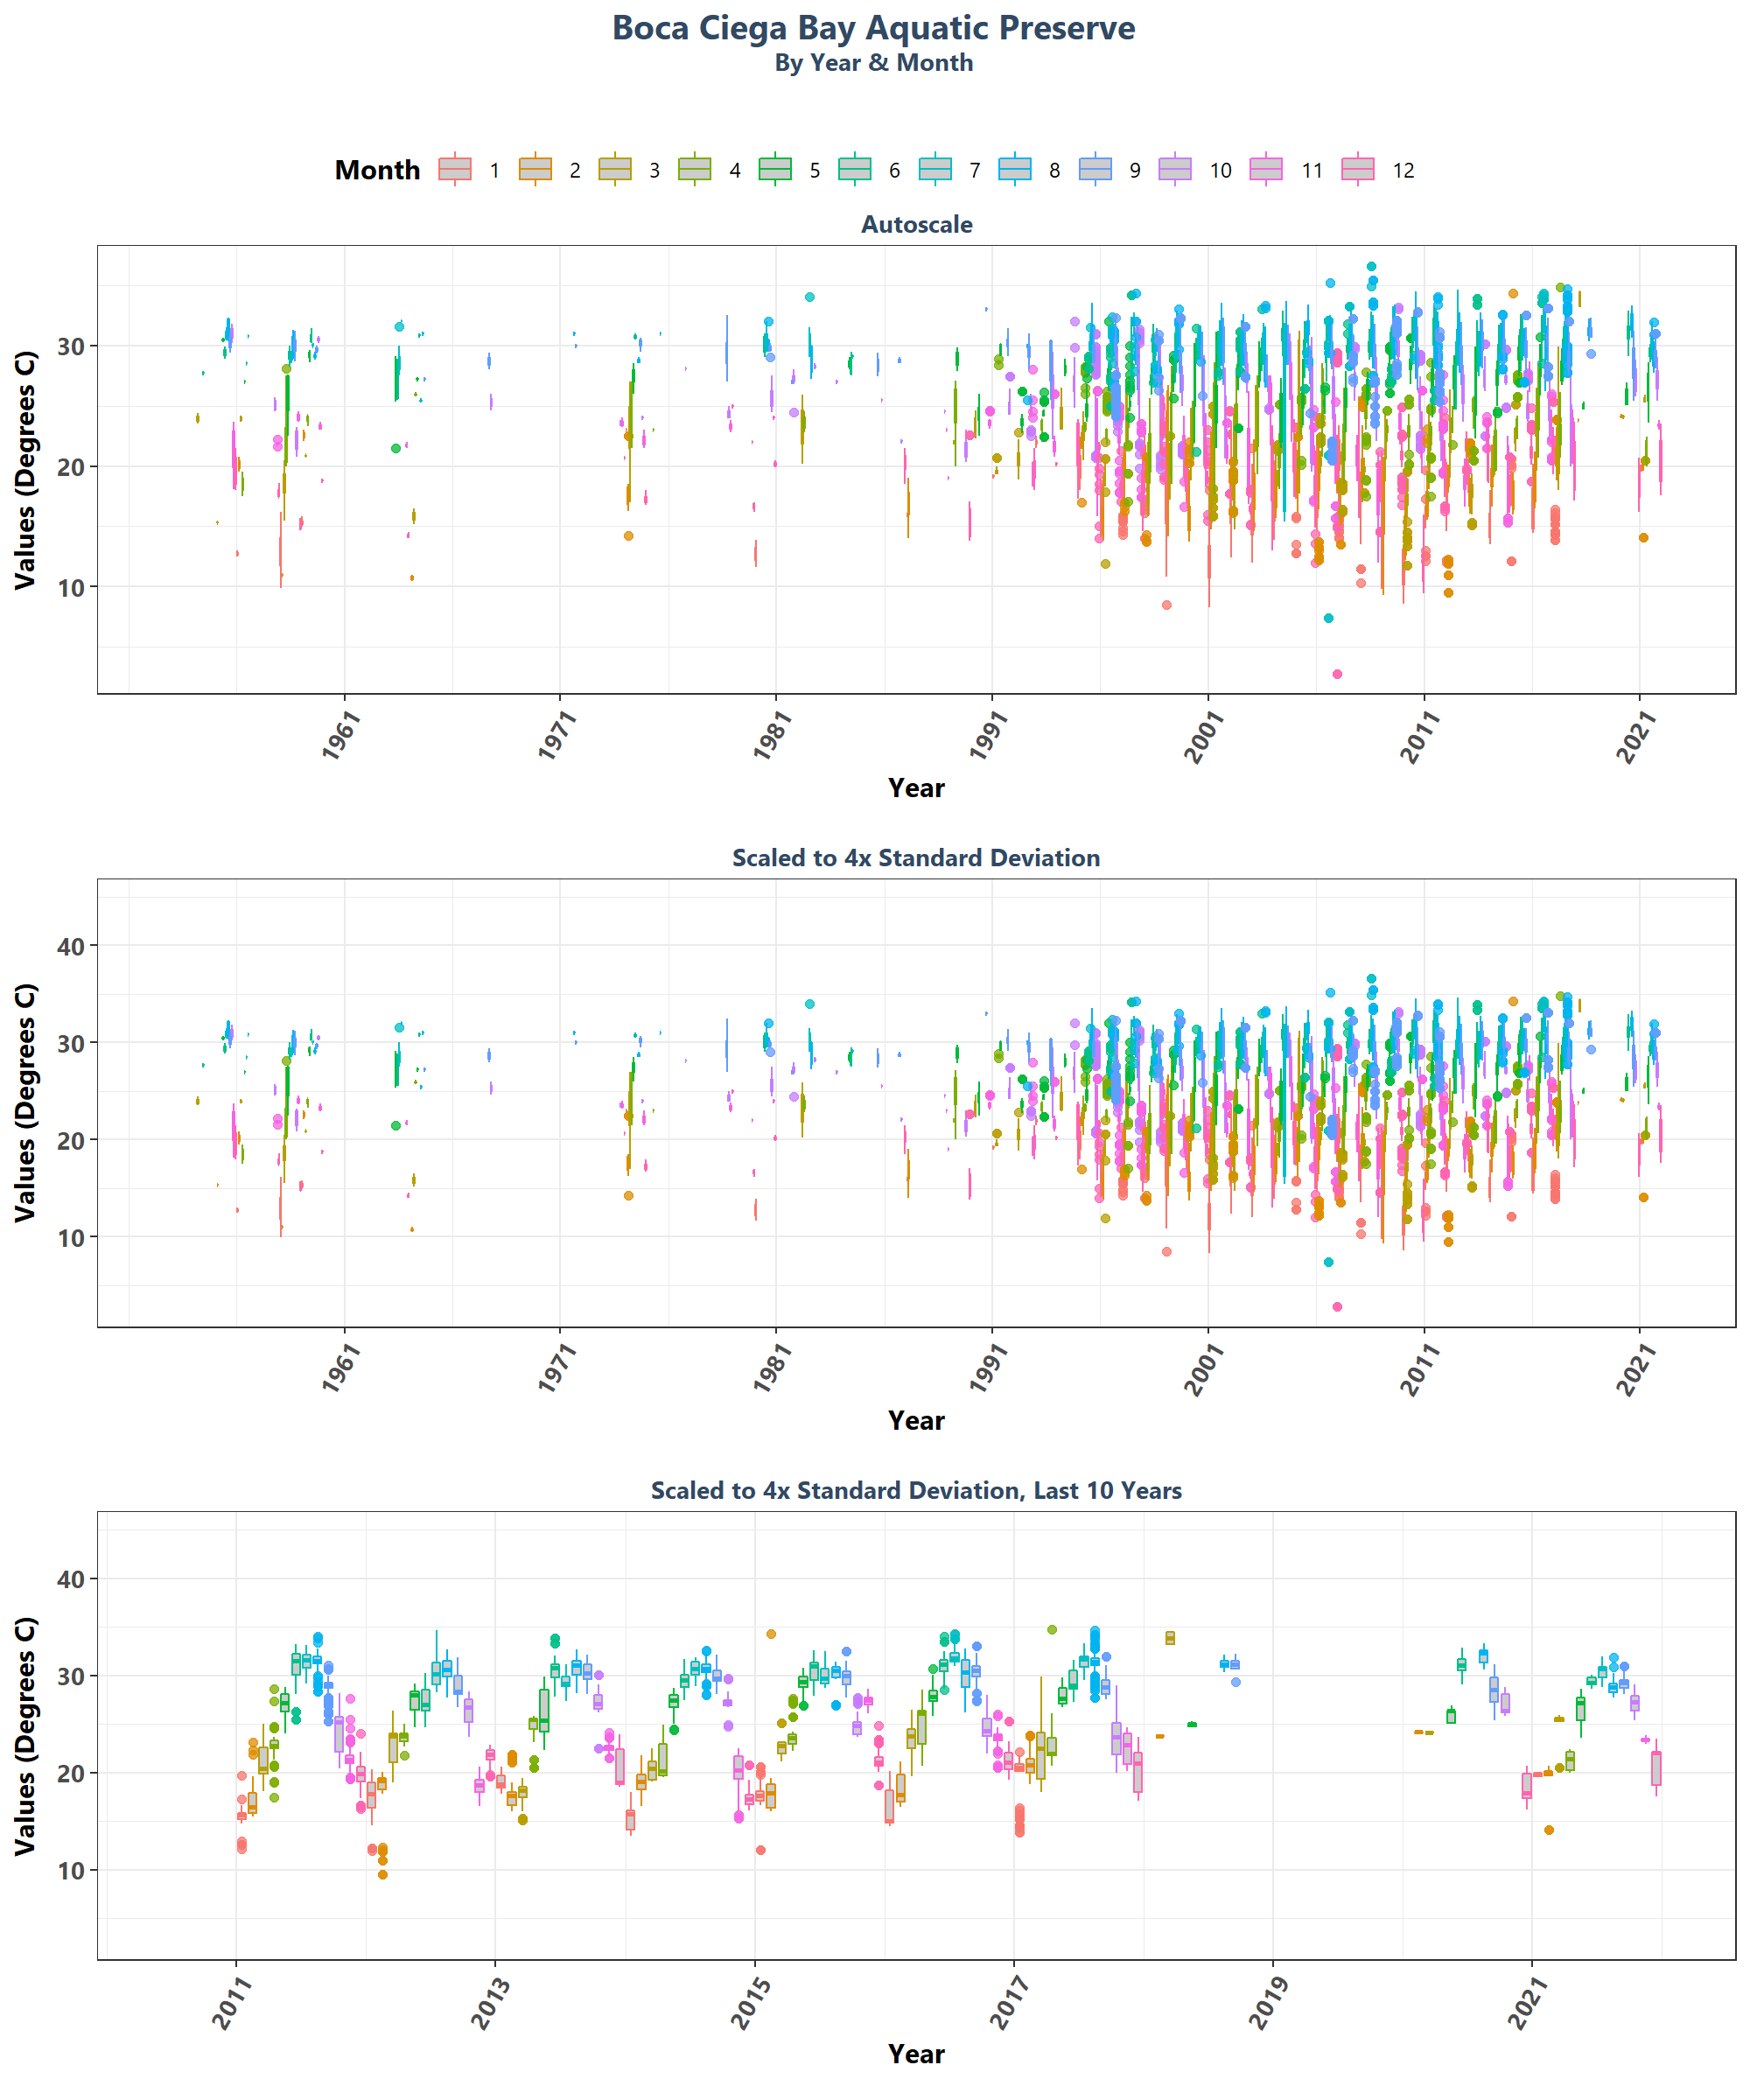 Boca Ciega Bay Aquatic Preserve
By Year & Month
Month 1 2 3 4 5 6 7 8 9 10 11 12
Autoscale
Values (Degrees C)
30
20
10
1961 1971 1981 1991 2001 2011 2021
Year
Scaled to 4x Standard Deviation
Values (Degrees C)
40
30
20
10
1961 1971 1981 1991 2001 2011 2021
Year
Scaled to 4x Standard Deviation, Last 10 Years
Values (Degrees C)
40
30
20
10
2011 2013 2015 2017 2019 2021
Year